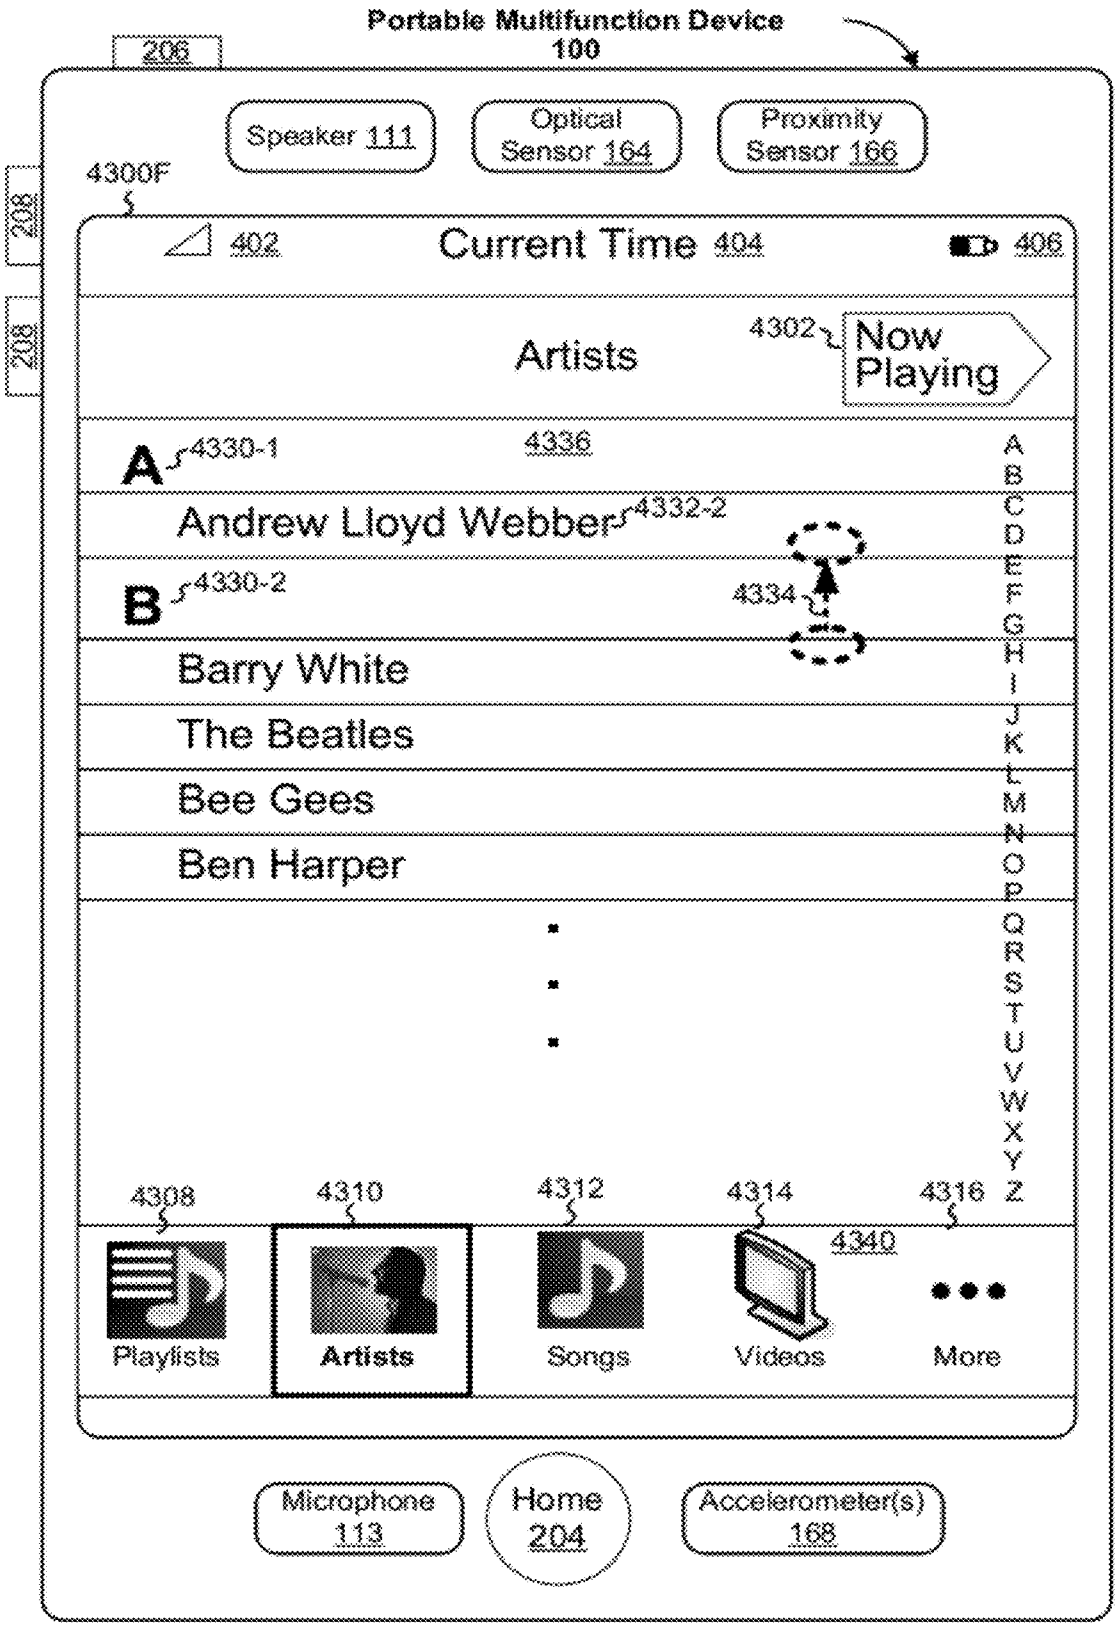 Portable Multifunction Device
100
206
Speaker 111
Optical
Sensor 164
Proximity
Sensor 166
4300F
208
208
402
Current Time 404
406
Artists
4302
Now
Playing
A
4330-1
4336
Andrew Lloyd Webber
4332-2
B
4330-2
4334
Barry White
The Beatles
Bee Gees
Ben Harper
A
B
C
D
E
F
G
H
I
J
K
L
M
N
O
P
Q
R
S
T
U
V
W
X
Y
Z
4308
4310
4312
4314
4316
4340
Playlists
Artists
Songs
Videos
More
Microphone
113
Home
204
Accelerometer(s)
168